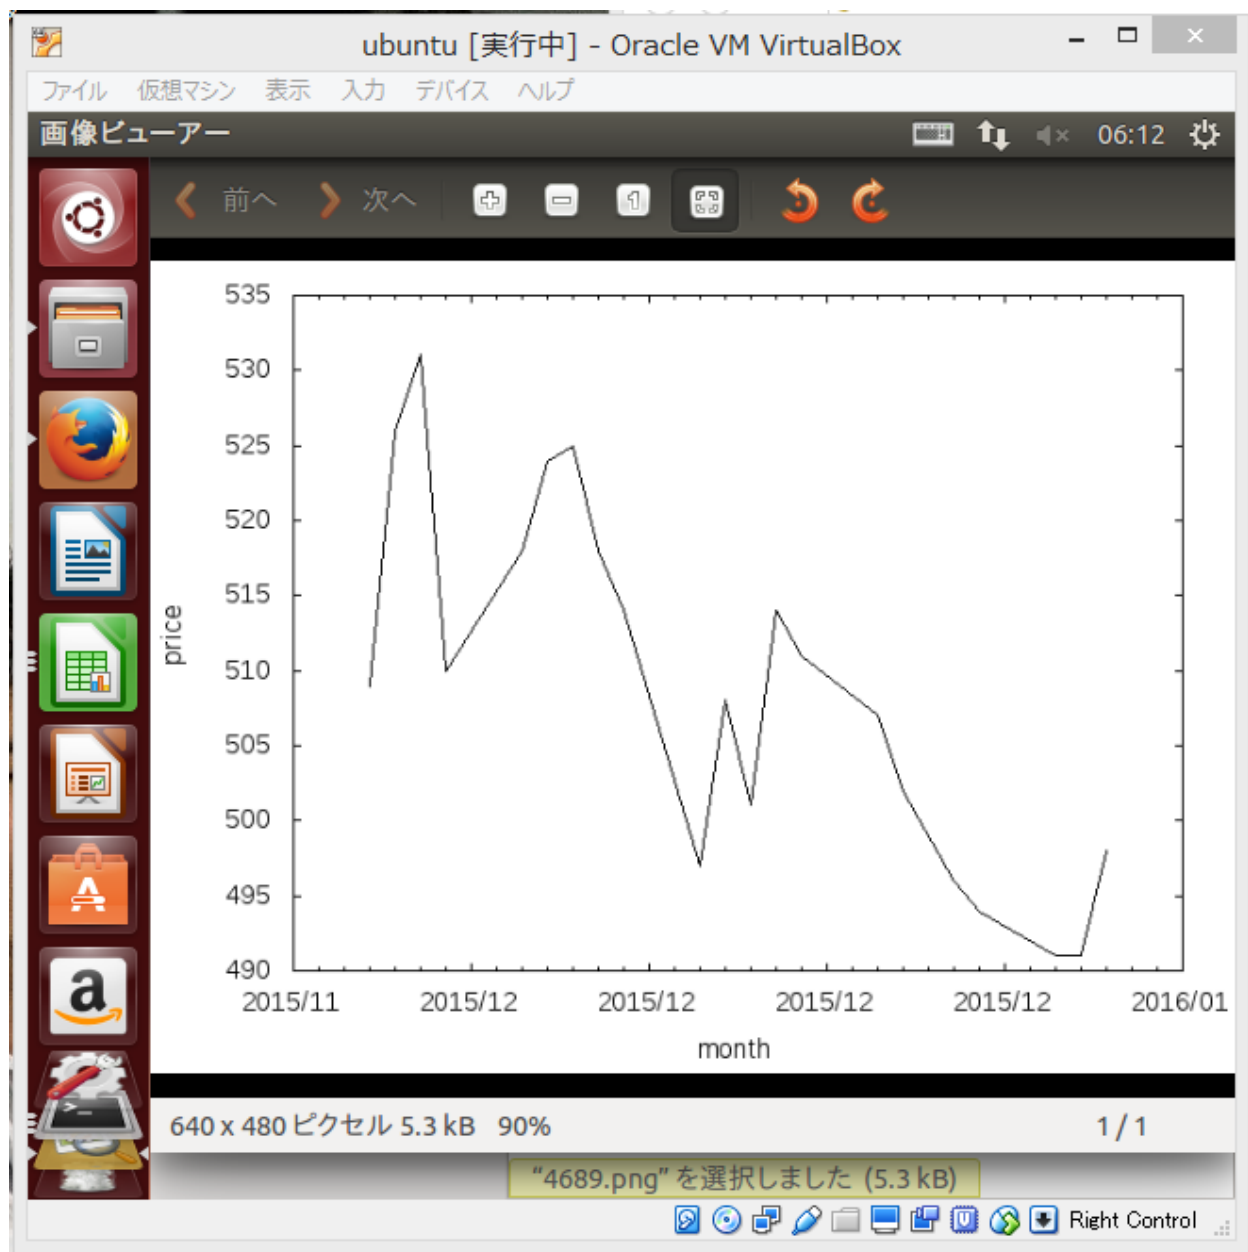 ubuntu [実行中] - Oracle VM VirtualBox
ファイル 仮想マシン 表示 入力 デバイス ヘルプ
画像ビューアー 06:12
前へ 次へ 1
535
530
525
520
515
510
505
500
495
490
price
2015/11 2015/12 2015/12 2015/12 2015/12 2016/01
month
640 x 480 ピクセル 5.3 kB 90% 1 / 1
“4689.png” を選択しました (5.3 kB)
Right Control